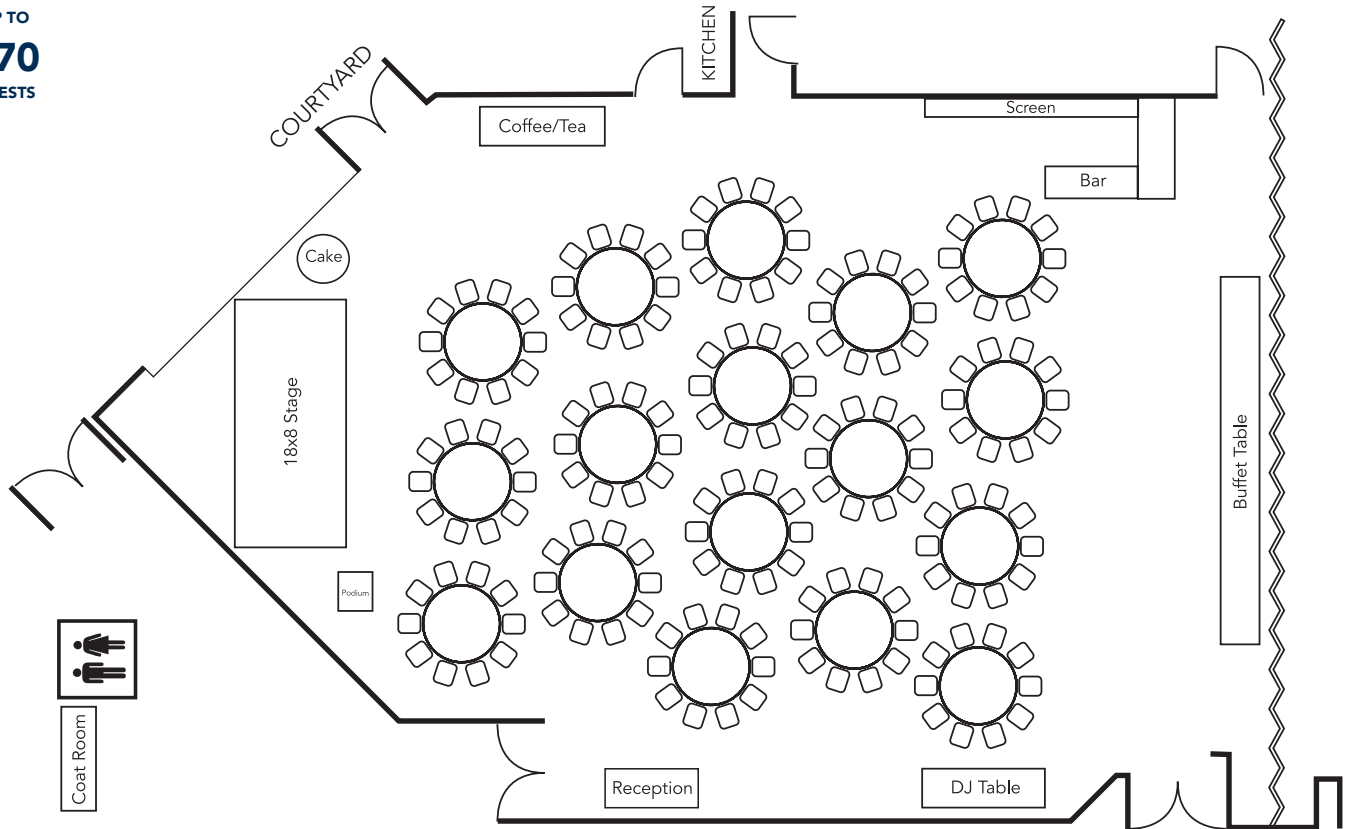 TO
70
COURTYARD
KITCHEN
Coffee/Tea
Screen
Bar
Cake
18x8 Stage
Buffet Table
Podium
Coat Room
Reception
DJ Table